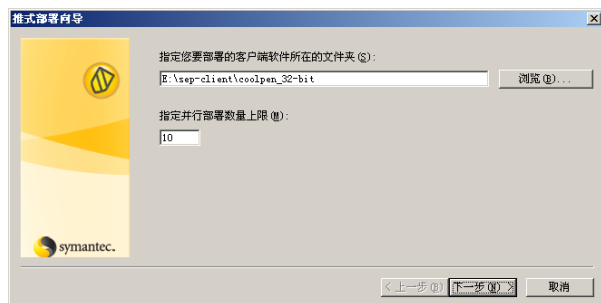 推式部署向导
指定您要部署的客户端软件所在的文件夹(S):
E:\sep-client\coolpen_32-bit
浏览(B)...
指定并行部署数量上限(M):
10
symantec.
< 上一步(B)
下一步(N) >
取消